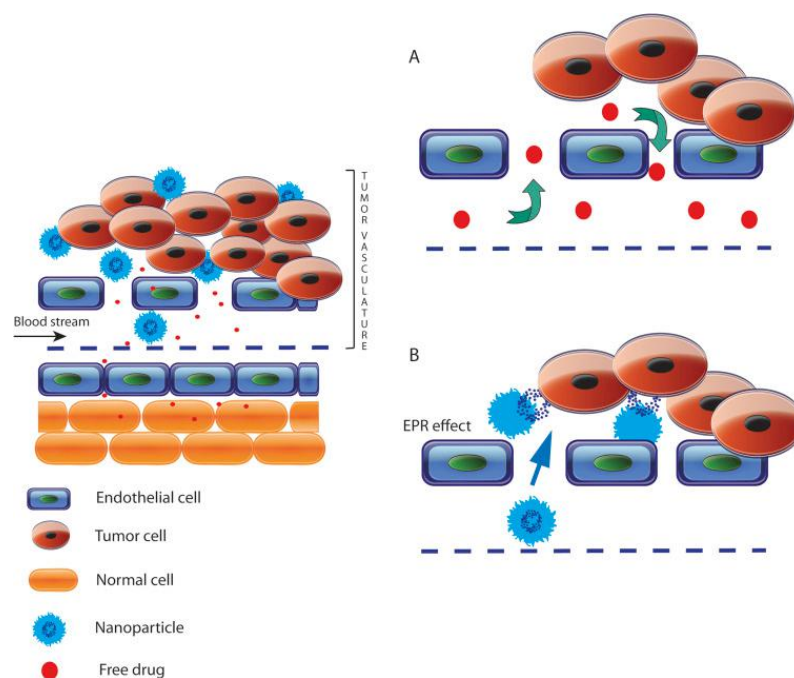 TUMOR VASCULATURE
Blood stream
Endothelial cell
Tumor cell
Normal cell
Nanoparticle
Free drug
A
B
EPR effect